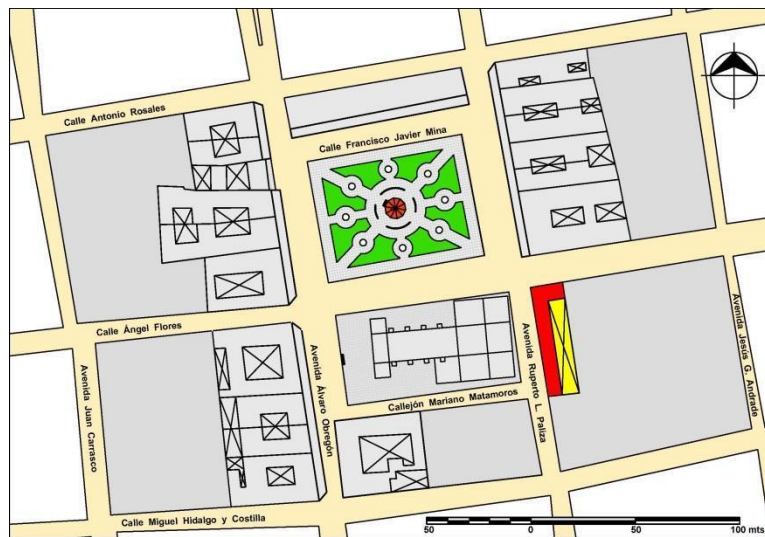 Calle Antonio Rosales
Calle Francisco Javier Mina
Calle Ángel Flores
Avenida Juan Carrasco
Avenida Álvaro Obregón
Avenida Ruperto L. Paliza
Avenida Jesús G. Andrade
Callejón Mariano Matamoros
Calle Miguel Hidalgo y Costilla
50 0 50 100 mts